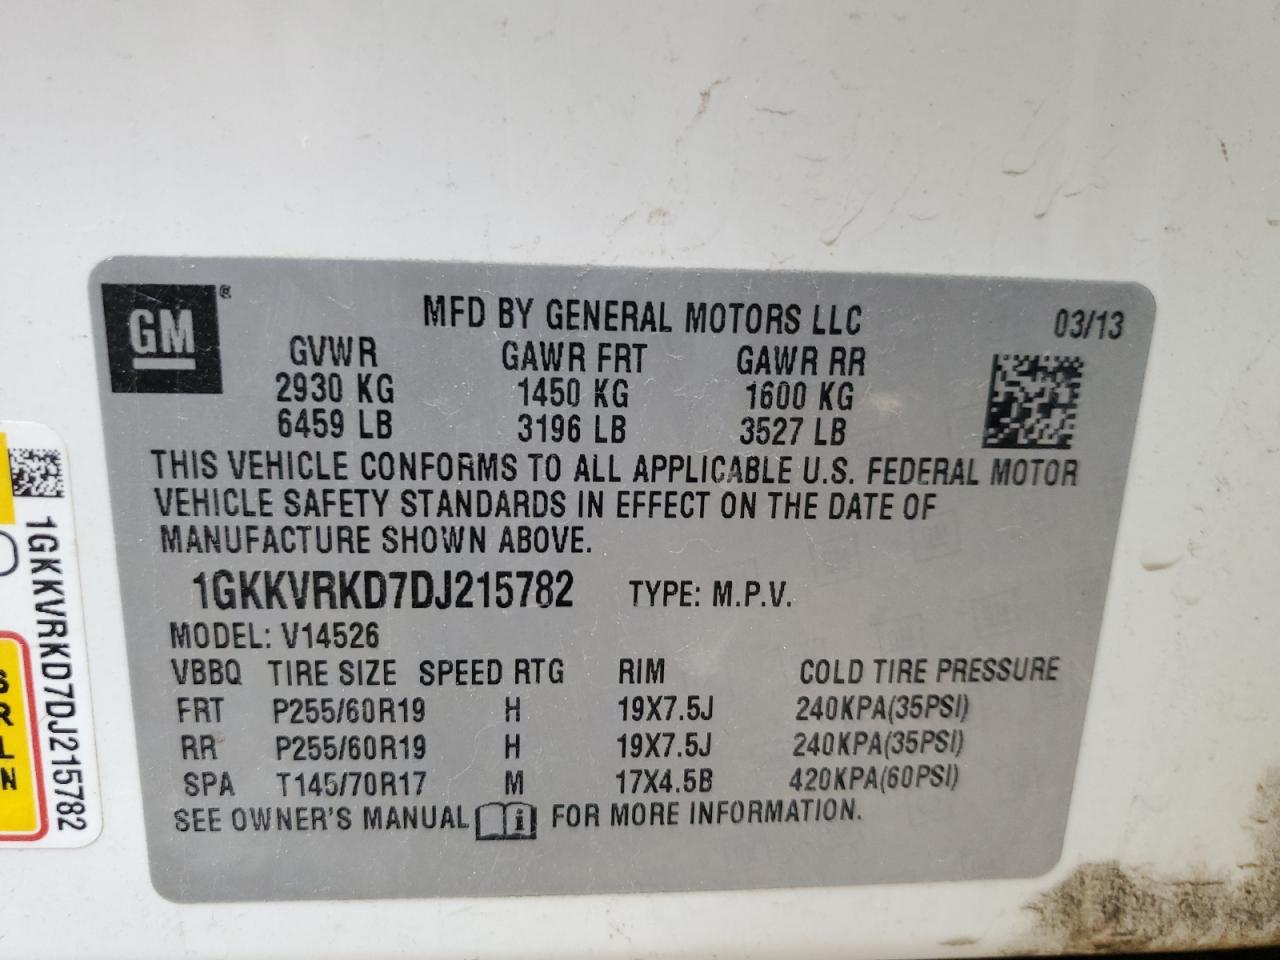 GM®
MFD BY GENERAL MOTORS LLC
03/13
GVWR GAWR FRT GAWR RR
2930 KG 1450 KG 1600 KG
6459 LB 3196 LB 3527 LB
THIS VEHICLE CONFORMS TO ALL APPLICABLE U.S. FEDERAL MOTOR
VEHICLE SAFETY STANDARDS IN EFFECT ON THE DATE OF
MANUFACTURE SHOWN ABOVE.
1GKKVRKD7DJ215782 TYPE: M.P.V.
MODEL: V14526
VBBQ TIRE SIZE SPEED RTG RIM COLD TIRE PRESSURE
FRT P255/60R19 H 19X7.5J 240KPA(35PSI)
RR P255/60R19 H 19X7.5J 240KPA(35PSI)
SPA T145/70R17 M 17X4.5B 420KPA(60PSI)
SEE OWNER'S MANUAL i FOR MORE INFORMATION.
1GKKVRKD7DJ215782